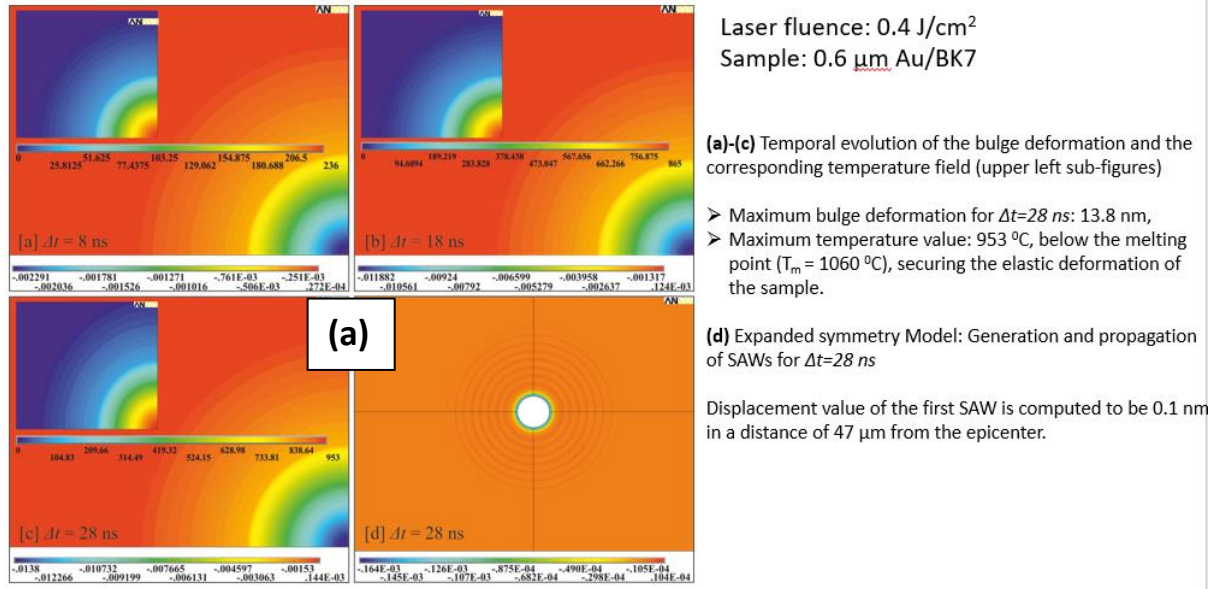 AN
AN
0 51.625 103.25 154.875 206.5
25.8125 77.4375 129.062 180.688 236
[a] Δt = 8 ns
-.002291 -.001781 -.001271 -.761E-03 -.251E-03
-.002036 -.001526 -.001016 -.506E-03 .272E-04
AN
AN
0 189.219 378.438 567.656 756.875
94.6094 283.828 473.047 662.266 865
[b] Δt = 18 ns
-.011882 -.00924 -.006599 -.003958 -.001317
-.010561 -.00792 -.005279 -.002637 .124E-03
AN
0 209.66 419.32 628.98 838.64
104.83 314.49 524.15 733.81 953
[c] Δt = 28 ns
-.0138 -.010732 -.007665 -.004597 -.00153
-.012266 -.009199 -.006131 -.003063 .144E-03
(a)
AN
[d] Δt = 28 ns
-.164E-03 -.126E-03 -.875E-04 -.490E-04 -.105E-04
-.145E-03 -.107E-03 -.682E-04 -.298E-04 .104E-04
Laser fluence: 0.4 J/cm²
Sample: 0.6 μm Au/BK7
(a)-(c) Temporal evolution of the bulge deformation and the
corresponding temperature field (upper left sub-figures)
➢ Maximum bulge deformation for Δt=28 ns: 13.8 nm,
➢ Maximum temperature value: 953 ⁰C, below the melting
point (Tm = 1060 ⁰C), securing the elastic deformation of
the sample.
(d) Expanded symmetry Model: Generation and propagation
of SAWs for Δt=28 ns
Displacement value of the first SAW is computed to be 0.1 nm
in a distance of 47 μm from the epicenter.